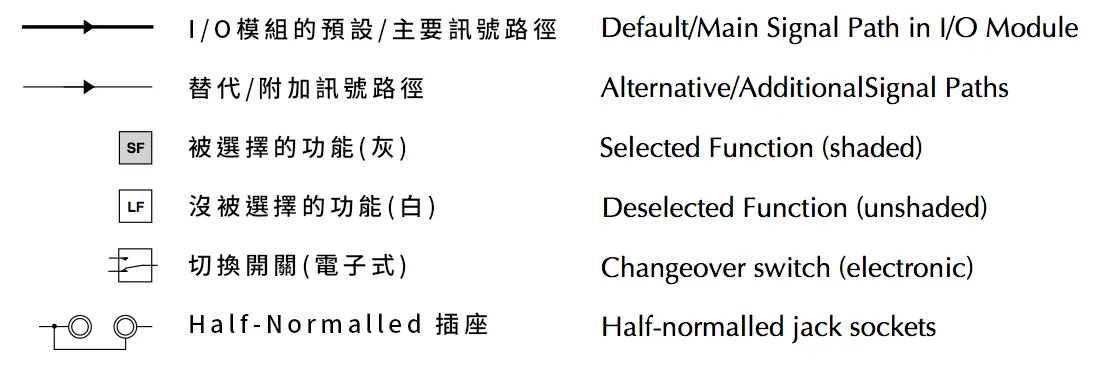 I/O模組的預設/主要訊號路徑 Default/Main Signal Path in I/O Module
替代/附加訊號路徑 Alternative/AdditionalSignal Paths
SF 被選擇的功能(灰) Selected Function (shaded)
LF 沒被選擇的功能(白) Deselected Function (unshaded)
切換開關(電子式) Changeover switch (electronic)
Half-Normalled 插座 Half-normalled jack sockets